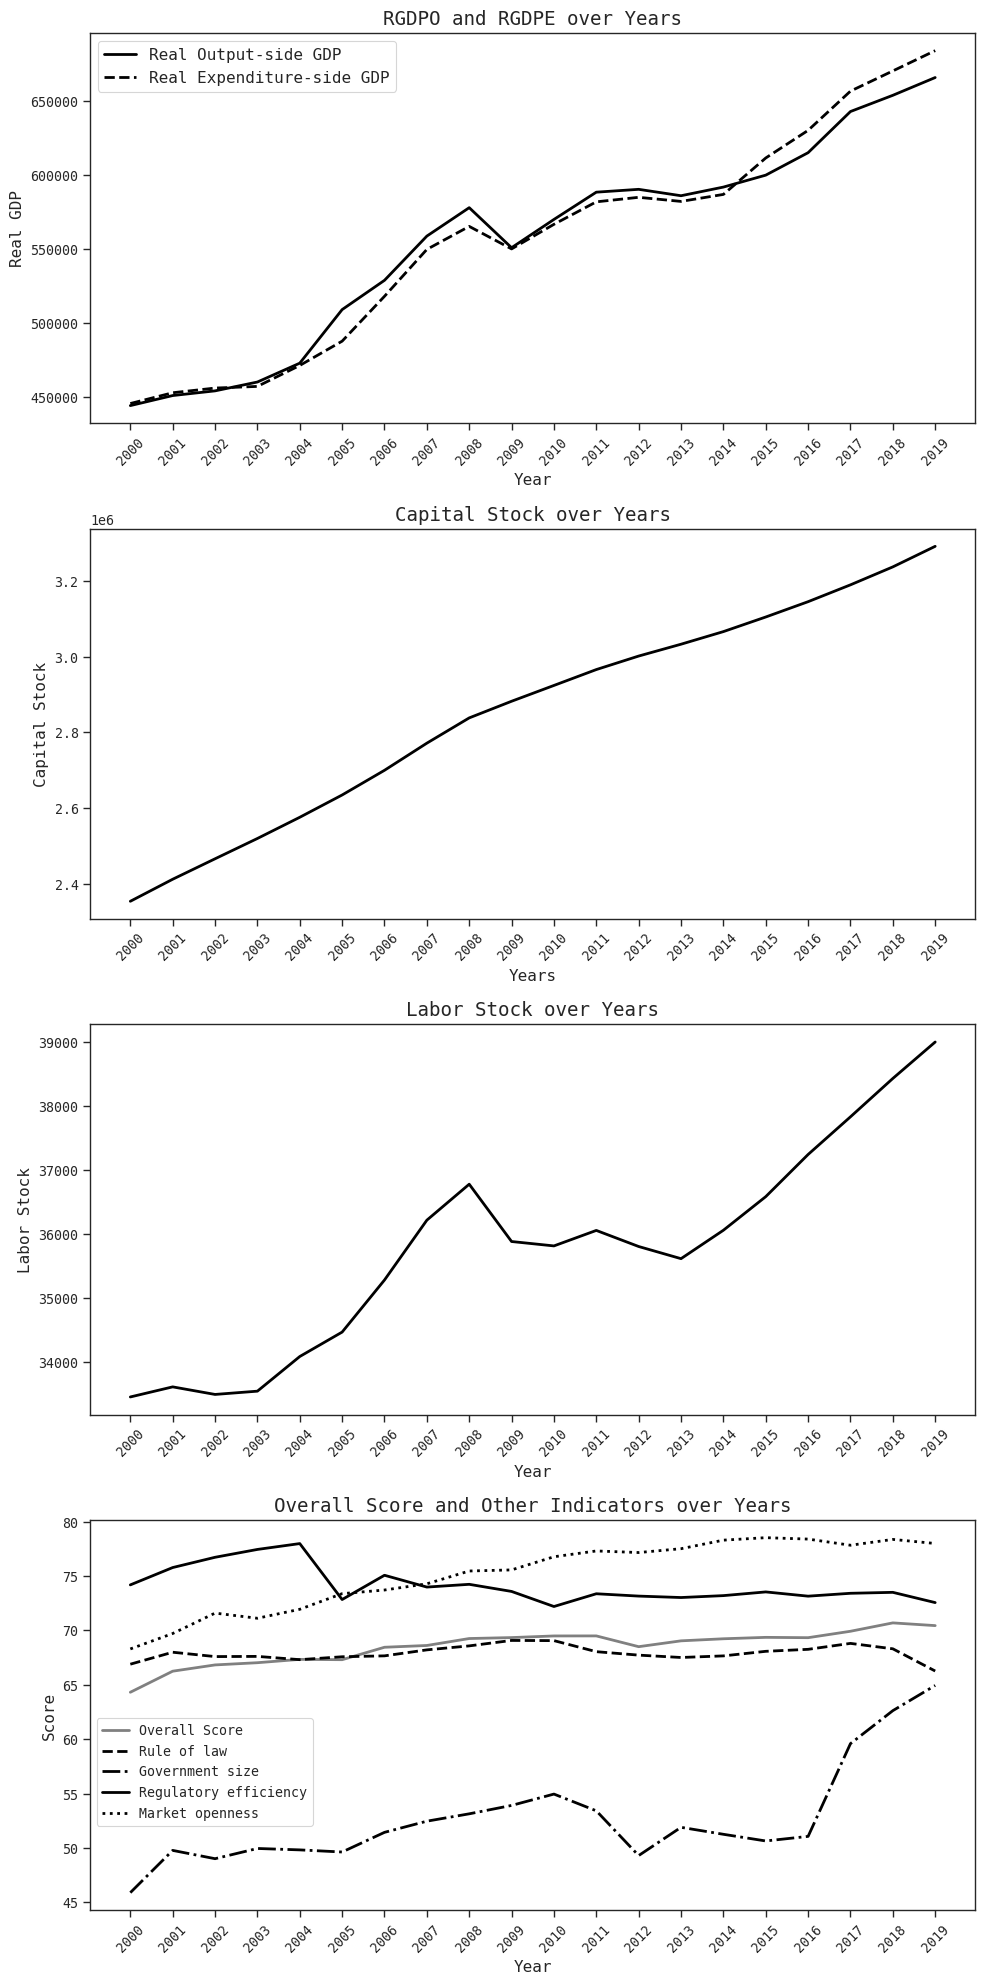 RGDPO and RGDPE over Years
Real Output-side GDP
Real Expenditure-side GDP
650000
600000
550000
500000
450000
Real GDP
2000 2001 2002 2003 2004 2005 2006 2007 2008 2009 2010 2011 2012 2013 2014 2015 2016 2017 2018 2019
Year
Capital Stock over Years
1e6
3.2
3.0
2.8
2.6
2.4
Capital Stock
2000 2001 2002 2003 2004 2005 2006 2007 2008 2009 2010 2011 2012 2013 2014 2015 2016 2017 2018 2019
Years
Labor Stock over Years
39000
38000
37000
36000
35000
34000
Labor Stock
2000 2001 2002 2003 2004 2005 2006 2007 2008 2009 2010 2011 2012 2013 2014 2015 2016 2017 2018 2019
Year
Overall Score and Other Indicators over Years
80
75
70
65
60
55
50
45
Score
Overall Score
Rule of law
Government size
Regulatory efficiency
Market openness
2000 2001 2002 2003 2004 2005 2006 2007 2008 2009 2010 2011 2012 2013 2014 2015 2016 2017 2018 2019
Year